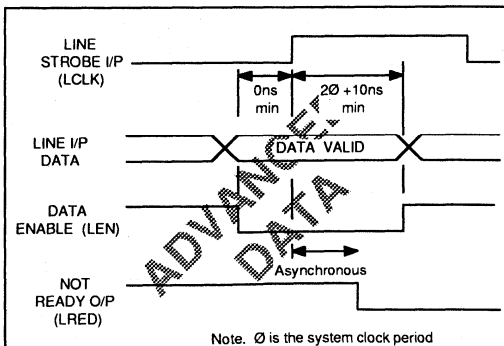 LINE
STROBE I/P
(LCLK)
0ns
min
2Ø +10ns
min
LINE I/P
DATA
DATA VALID
DATA
ENABLE (LEN)
Asynchronous
NOT
READY O/P
(LRED)
ADVANCED
DATA
Note. Ø is the system clock period